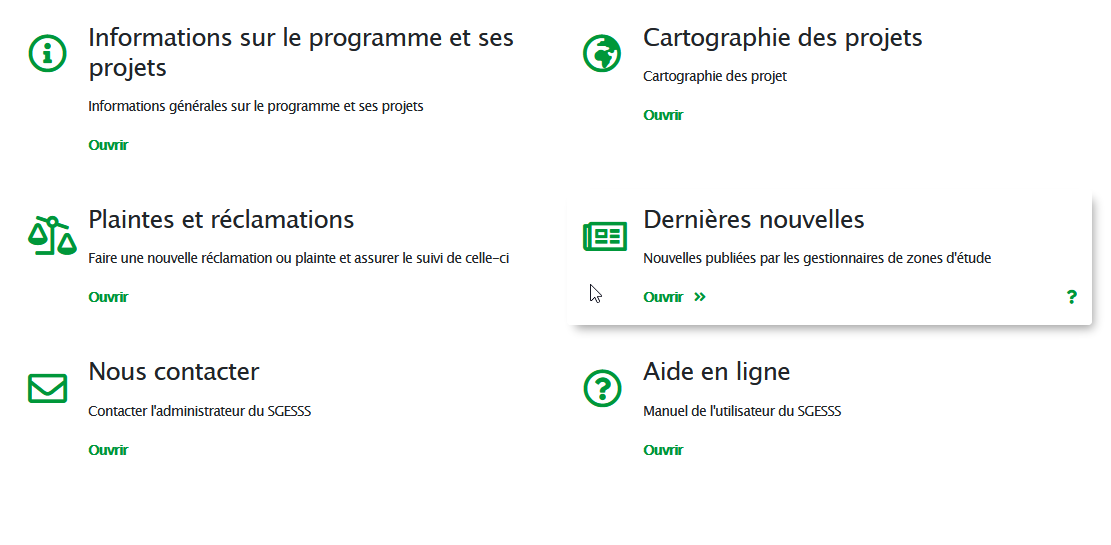 Informations sur le programme et ses
projets
Informations générales sur le programme et ses projets
Ouvrir
Cartographie des projets
Cartographie des projet
Ouvrir
Plaintes et réclamations
Faire une nouvelle réclamation ou plainte et assurer le suivi de celle-ci
Ouvrir
Dernières nouvelles
Nouvelles publiées par les gestionnaires de zones d'étude
Ouvrir »
?
Nous contacter
Contacter l'administrateur du SGESSS
Ouvrir
Aide en ligne
Manuel de l'utilisateur du SGESSS
Ouvrir